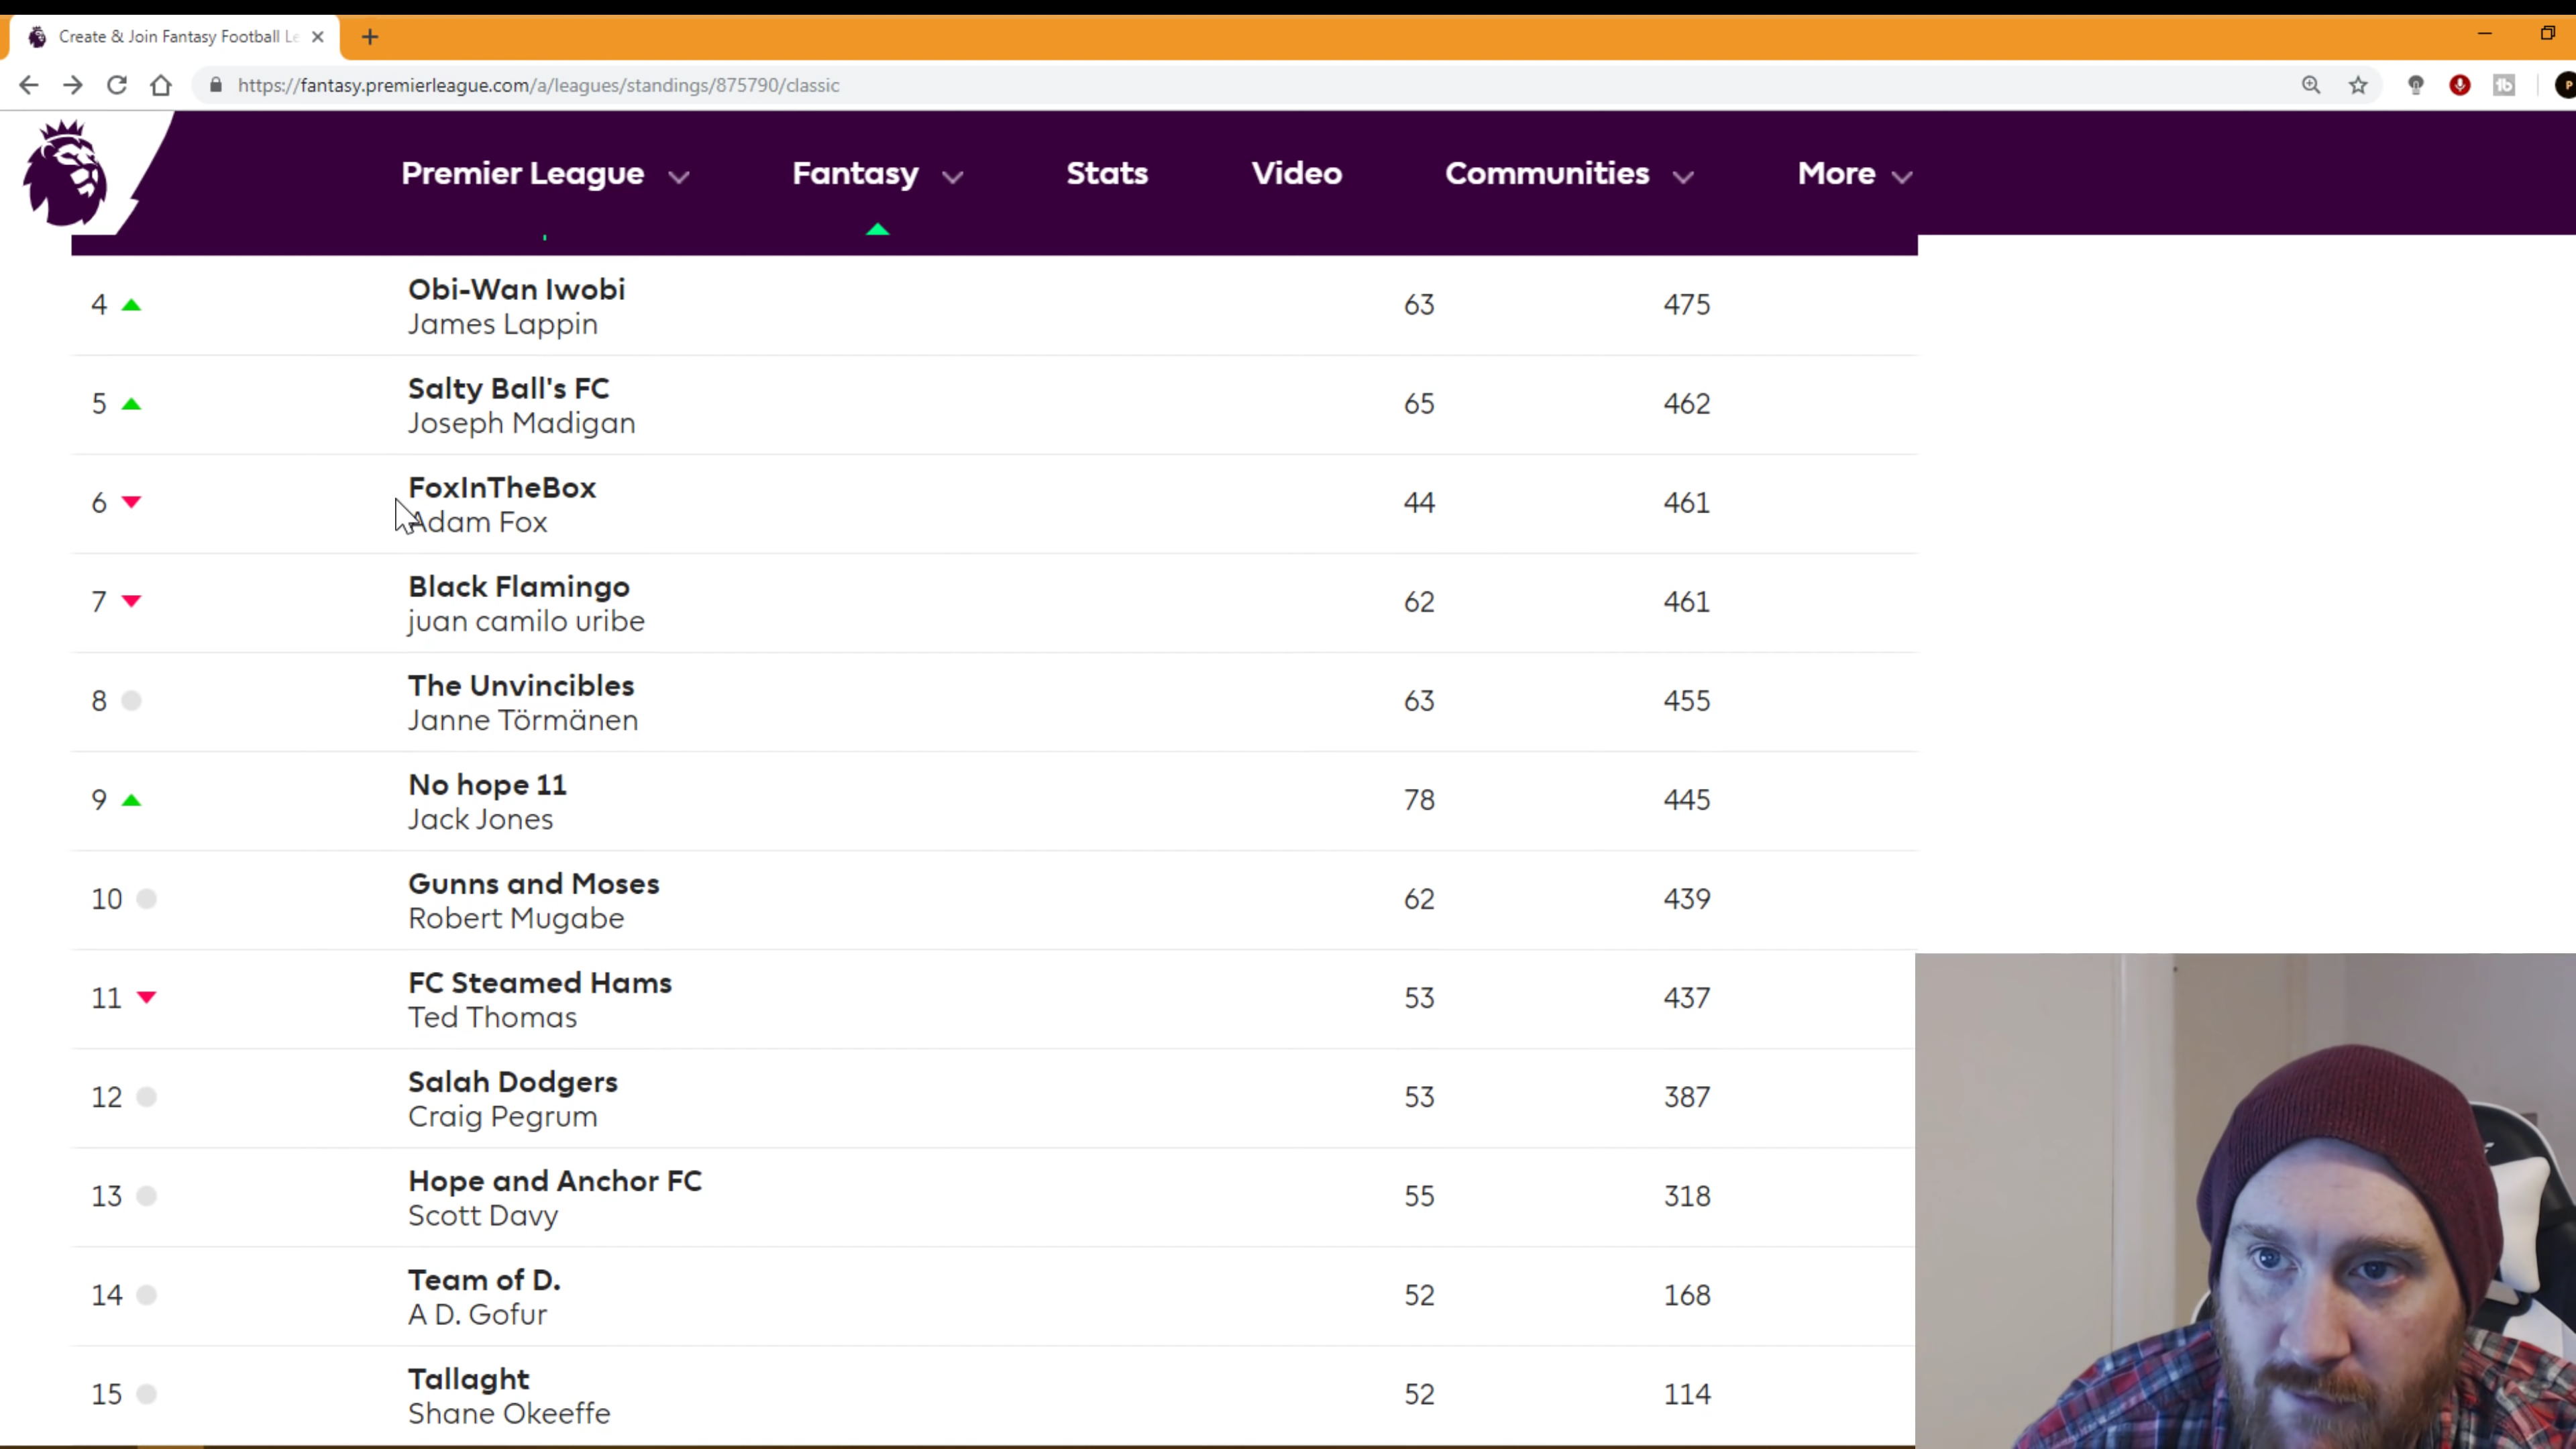 Create & Join Fantasy Football Le
https://fantasy.premierleague.com/a/leagues/standings/875790/classic
Premier League Fantasy Stats Video Communities More
4 Obi-Wan Iwobi 63 475
James Lappin
5 Salty Ball's FC 65 462
Joseph Madigan
6 FoxInTheBox 44 461
Adam Fox
7 Black Flamingo 62 461
juan camilo uribe
8 The Unvincibles 63 455
Janne Törmänen
9 No hope 11 78 445
Jack Jones
10 Gunns and Moses 62 439
Robert Mugabe
11 FC Steamed Hams 53 437
Ted Thomas
12 Salah Dodgers 53 387
Craig Pegrum
13 Hope and Anchor FC 55 318
Scott Davy
14 Team of D. 52 168
A D. Gofur
15 Tallaght 52 114
Shane Okeeffe